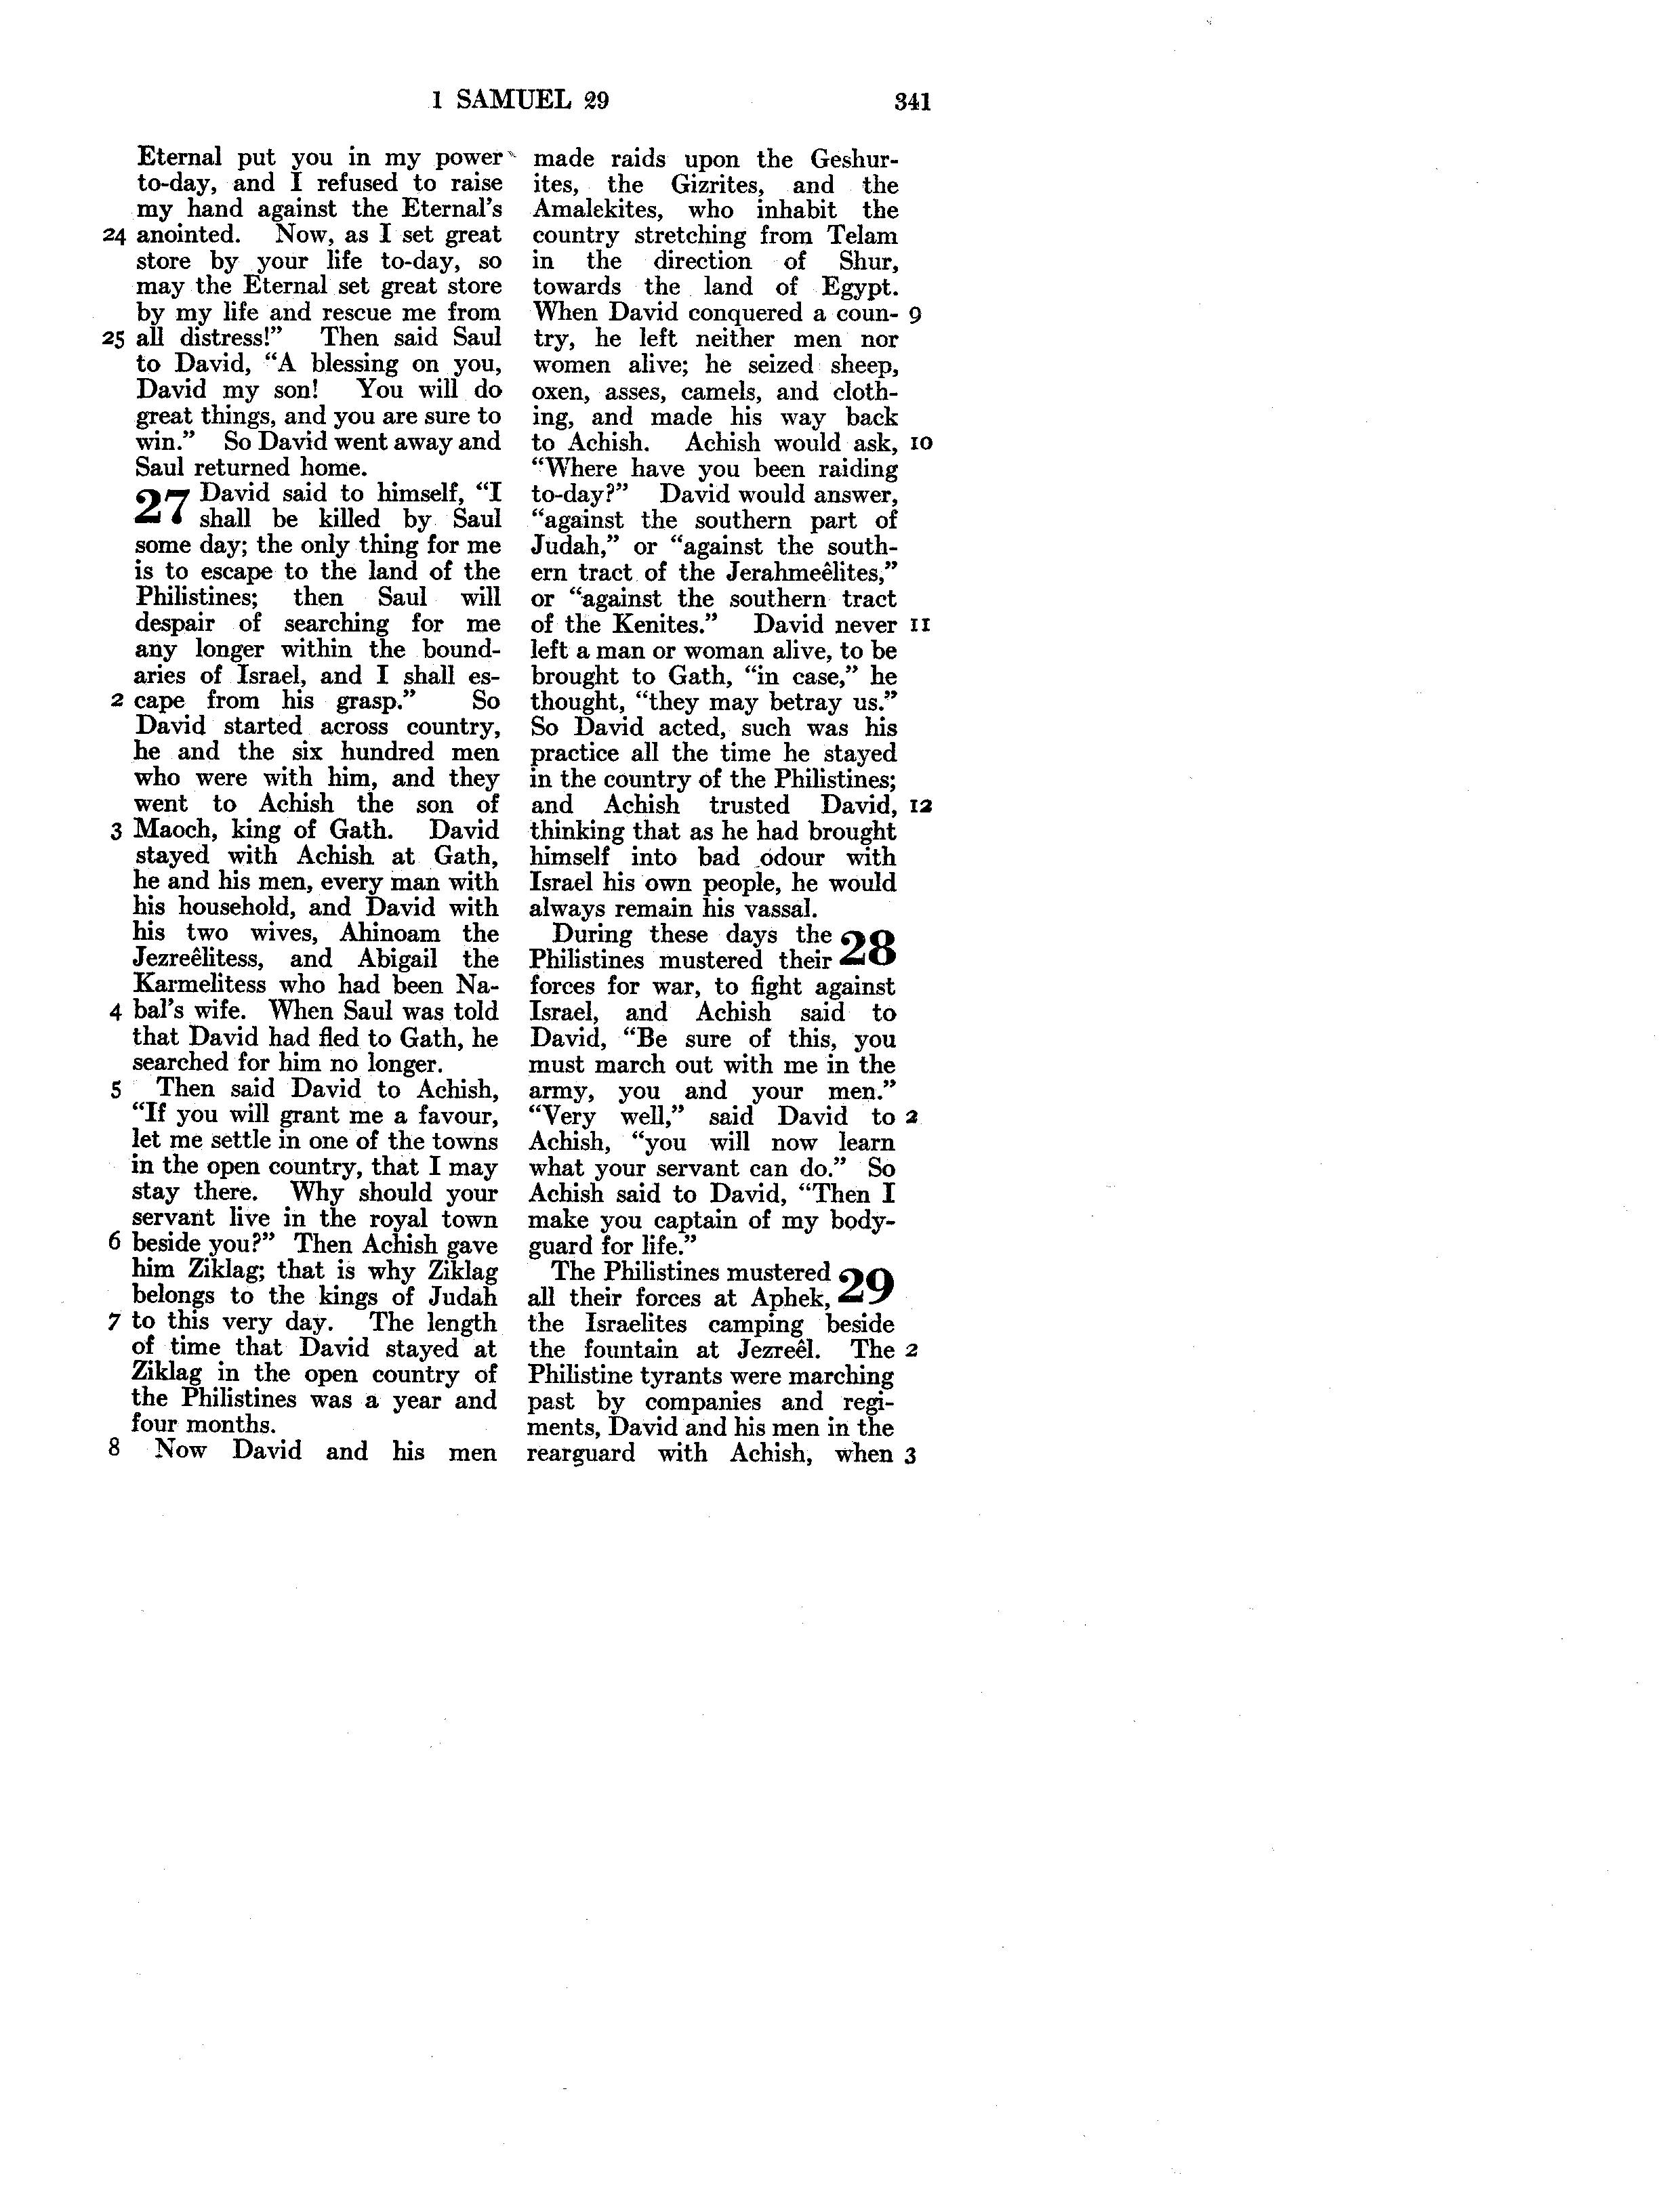 1 SAMUEL 29 341
Eternal put you in my power
to-day, and I refused to raise
my hand against the Eternal's
24 anointed. Now, as I set great
store by your life to-day, so
may the Eternal set great store
by my life and rescue me from
25 all distress!” Then said Saul
to David, “A blessing on you,
David my son! You will do
great things, and you are sure to
win.” So David went away and
Saul returned home.
27 David said to himself, “I
shall be killed by Saul
some day; the only thing for me
is to escape to the land of the
Philistines; then Saul will
despair of searching for me
any longer within the bound-
aries of Israel, and I shall es-
2 cape from his grasp.” So
David started across country,
he and the six hundred men
who were with him, and they
went to Achish the son of
3 Maoch, king of Gath. David
stayed with Achish at Gath,
he and his men, every man with
his household, and David with
his two wives, Ahinoam the
Jezreêlitess, and Abigail the
Karmelitess who had been Na-
4 bal's wife. When Saul was told
that David had fled to Gath, he
searched for him no longer.
5 Then said David to Achish,
“If you will grant me a favour,
let me settle in one of the towns
in the open country, that I may
stay there. Why should your
servant live in the royal town
6 beside you?” Then Achish gave
him Ziklag; that is why Ziklag
belongs to the kings of Judah
7 to this very day. The length
of time that David stayed at
Ziklag in the open country of
the Philistines was a year and
four months.
8 Now David and his men
made raids upon the Geshur-
ites, the Gizrites, and the
Amalekites, who inhabit the
country stretching from Telam
in the direction of Shur,
towards the land of Egypt.
When David conquered a coun- 9
try, he left neither men nor
women alive; he seized sheep,
oxen, asses, camels, and cloth-
ing, and made his way back
to Achish. Achish would ask, 10
“Where have you been raiding
to-day?” David would answer,
“against the southern part of
Judah,” or “against the south-
ern tract of the Jerahmeêlites,”
or “against the southern tract
of the Kenites.” David never 11
left a man or woman alive, to be
brought to Gath, “in case,” he
thought, “they may betray us.”
So David acted, such was his
practice all the time he stayed
in the country of the Philistines;
and Achish trusted David, 12
thinking that as he had brought
himself into bad odour with
Israel his own people, he would
always remain his vassal.
During these days the 28
Philistines mustered their
forces for war, to fight against
Israel, and Achish said to
David, “Be sure of this, you
must march out with me in the
army, you and your men.”
“Very well,” said David to 2
Achish, “you will now learn
what your servant can do.” So
Achish said to David, “Then I
make you captain of my body-
guard for life.”
The Philistines mustered 29
all their forces at Aphek,
the Israelites camping beside
the fountain at Jezreêl. The 2
Philistine tyrants were marching
past by companies and regi-
ments, David and his men in the
rearguard with Achish, when 3